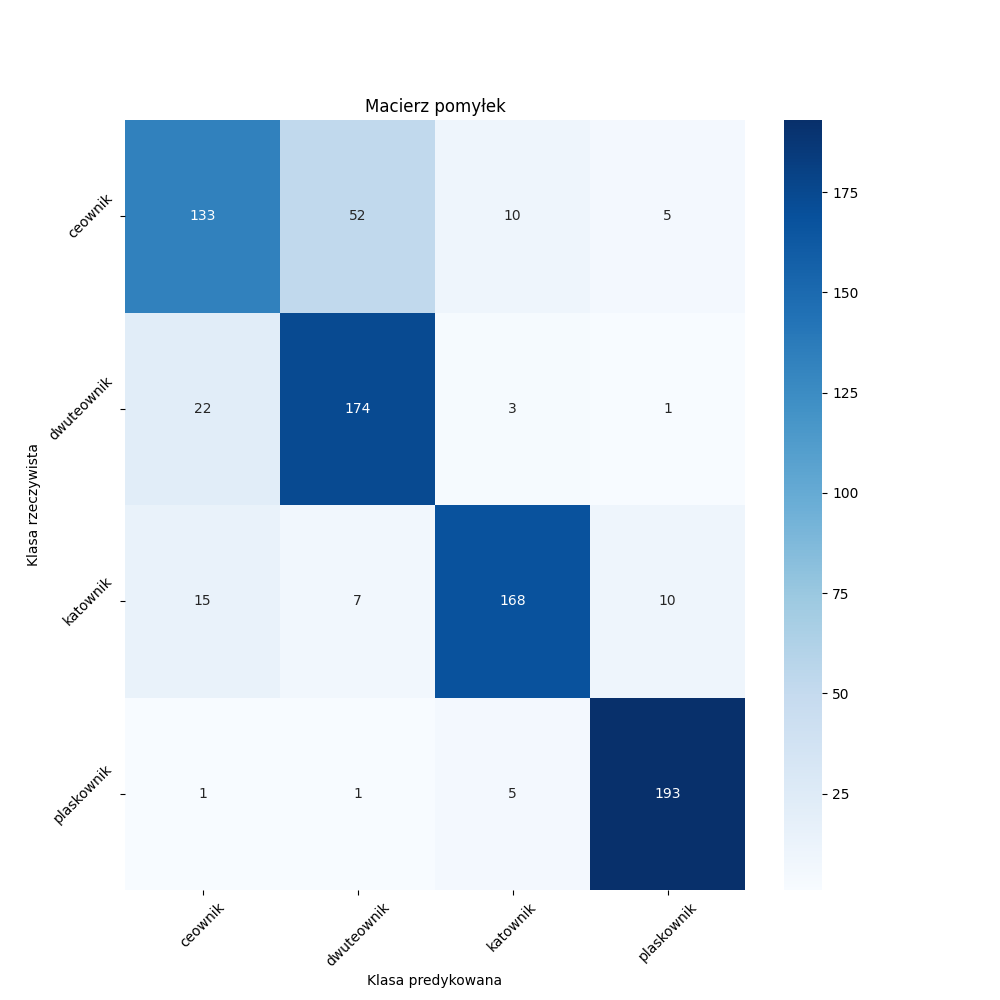 Macierz pomyłek
ceownik 133 52 10 5
dwuteownik 22 174 3 1
katownik 15 7 168 10
plaskownik 1 1 5 193
ceownik dwuteownik katownik plaskownik
Klasa predykowana
Klasa rzeczywista
175
150
125
100
75
50
25